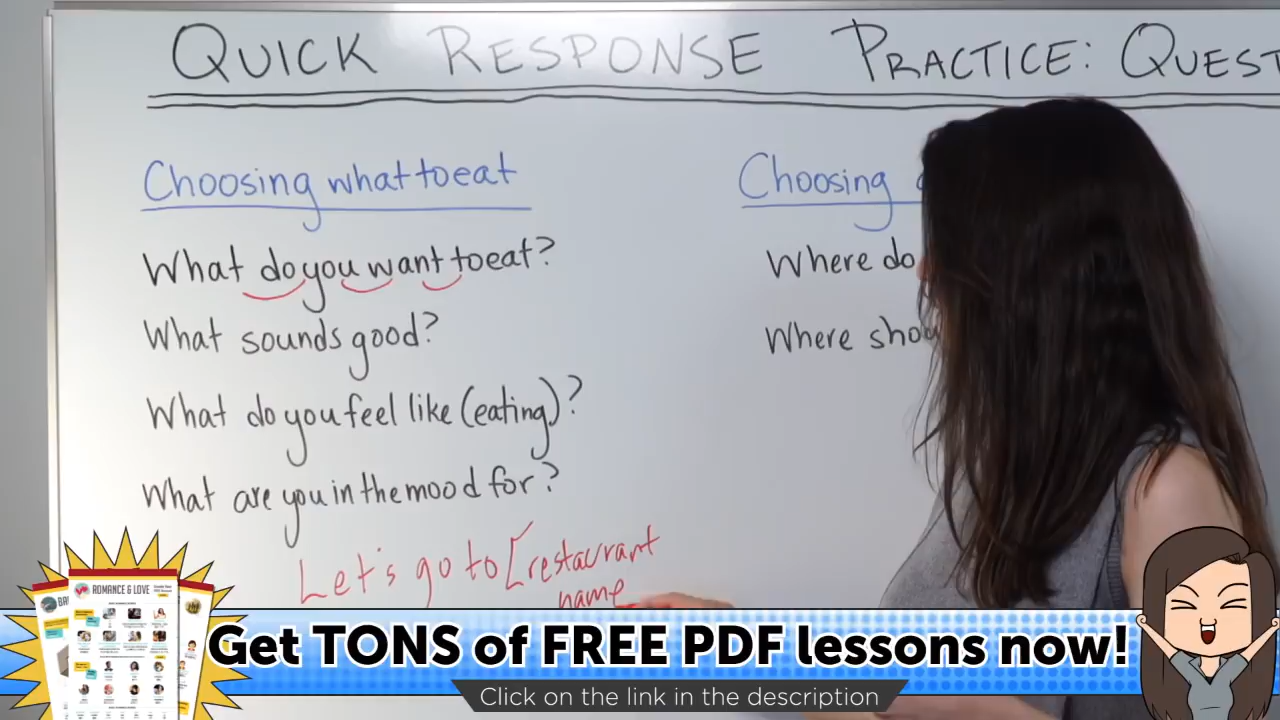 QUICK RESPONSE PRACTICE: QUEST
Choosing what to eat
What do you want to eat?
What sounds good?
What do you feel like (eating)?
What are you in the mood for?
Let's go to [restaurant
name
Choosing
Where do
Where shou
ROMANCE & LOVE
Get TONS of FREE PDF lessons now!
Click on the link in the description